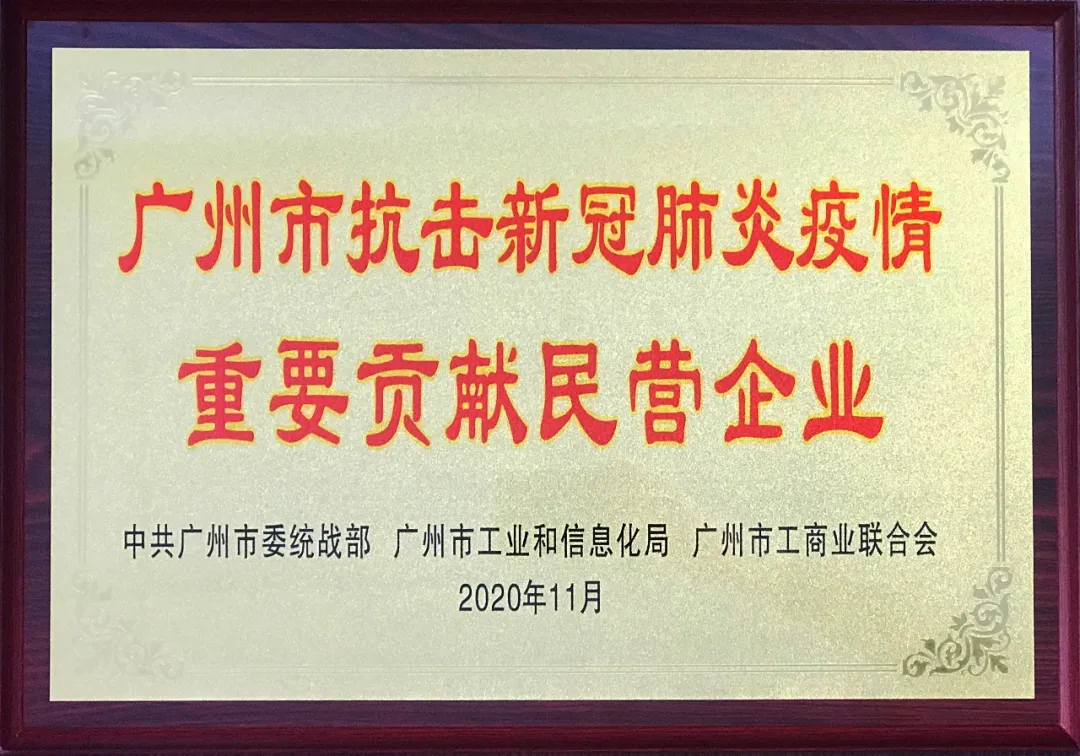 广州市抗击新冠肺炎疫情
重要贡献民营企业
中共广州市委统战部 广州市工业和信息化局 广州市工商业联合会
2020年11月